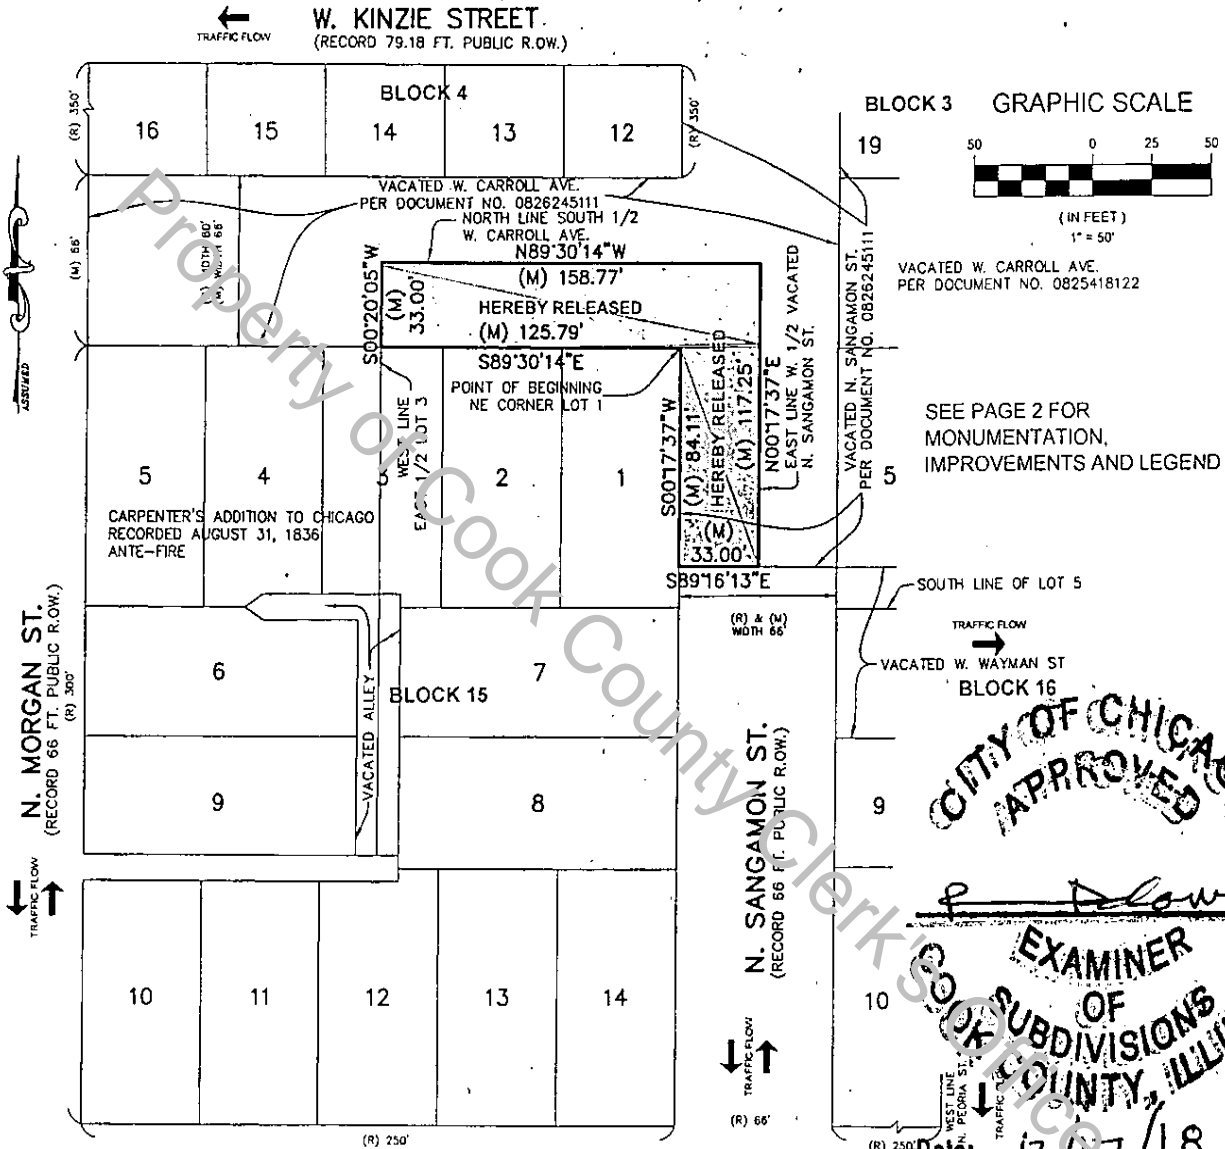 W. KINZIE STREET
(RECORD 79.18 FT. PUBLIC R.OW.)
TRAFFIC FLOW
BLOCK 4
(R) 350'
16
15
14
13
12
(R) 350'
BLOCK 3
19
GRAPHIC SCALE
50
0
25
50
( IN FEET )
1" = 50'
VACATED W. CARROLL AVE.
PER DOCUMENT NO. 0826245111
NORTH LINE SOUTH 1/2
W. CARROLL AVE.
N89°30'14"W
(M) 158.77'
HEREBY RELEASED
(M) 125.79'
S89°30'14"E
S00°20'05"W
(M)
33.00'
(M) 66'
ASSUMED
POINT OF BEGINNING
NE CORNER LOT 1
WEST LINE
EAST 1/2 LOT 3
S00°17'37"W
(M) 84.11'
HEREBY RELEASED
(M) 117.25'
N00°17'37"E
EAST LINE W. 1/2 VACATED
N. SANGAMON ST.
(M)
33.00'
S89°16'13"E
VACATED N. SANGAMON ST.
PER DOCUMENT NO. 0826245111
VACATED W. CARROLL AVE.
PER DOCUMENT NO. 0825418122
SEE PAGE 2 FOR
MONUMENTATION,
IMPROVEMENTS AND LEGEND
5
4
3
2
1
5
CARPENTER'S ADDITION TO CHICAGO
RECORDED AUGUST 31, 1836
ANTE-FIRE
SOUTH LINE OF LOT 5
(R) & (M)
WIDTH 66'
TRAFFIC FLOW
VACATED W. WAYMAN ST
BLOCK 16
6
7
VACATED ALLEY
BLOCK 15
9
8
9
N. MORGAN ST.
(RECORD 66 FT. PUBLIC R.OW.)
(R) 300'
TRAFFIC FLOW
N. SANGAMON ST.
(RECORD 66 FT. PUBLIC R.OW.)
10
11
12
13
14
10
TRAFFIC FLOW
(R) 66'
(R) 250'
(R) 250'
WEST LINE
N. PEORIA ST.
CITY OF CHICAG
APPROVED
EXAMINER
OF
SUBDIVISIONS
COOK COUNTY, ILLI
Date:
Property of Cook County Clerk's Office